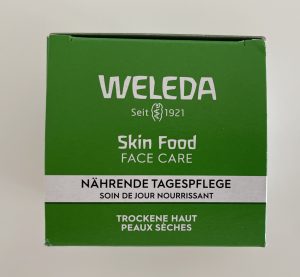 WELEDA
Seit 1921
Skin Food
FACE CARE
NÄHRENDE TAGESPFLEGE
SOIN DE JOUR NOURRISSANT
TROCKENE HAUT
PEAUX SÈCHES